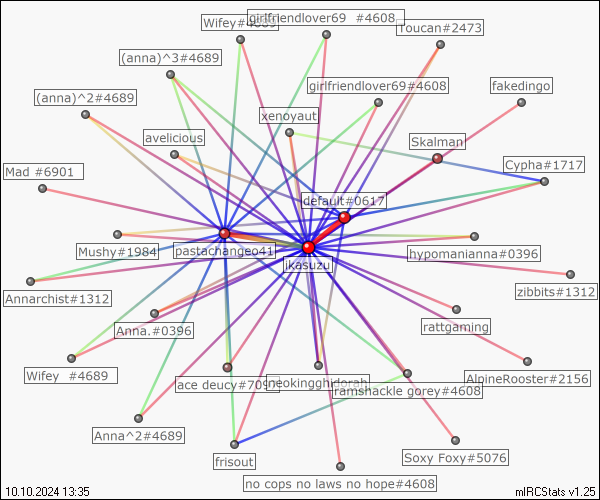 Wifey#4689
girlfriendlover69 #4608
Toucan#2473
(anna)^3#4689
girlfriendlover69#4608
fakedingo
(anna)^2#4689
xenoyaut
avelicious
Skalman
Mad #6901
Cypha#1717
default#0617
Mushy#1984
pastachangeo41
ikasuzu
hypomanianna#0396
Annarchist#1312
zibbits#1312
Anna.#0396
rattgaming
Wifey #4689
ace deucy#7097
neokingghidorah
ramshackle gorey#4608
AlpineRooster#2156
Anna^2#4689
frisout
Soxy Foxy#5076
no cops no laws no hope#4608
10.10.2024 13:35
mIRCStats v1.25